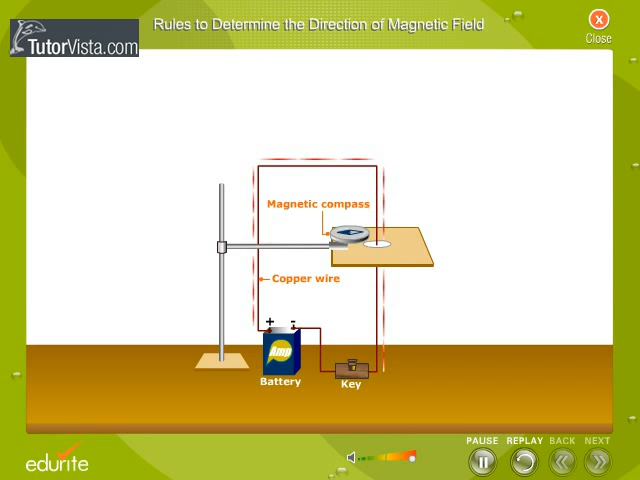 Rules to Determine the Direction of Magnetic Field
X
Close
TutorVista.com
Magnetic compass
Copper wire
+ -
Amp
Battery
Key
PAUSE REPLAY BACK NEXT
edurite